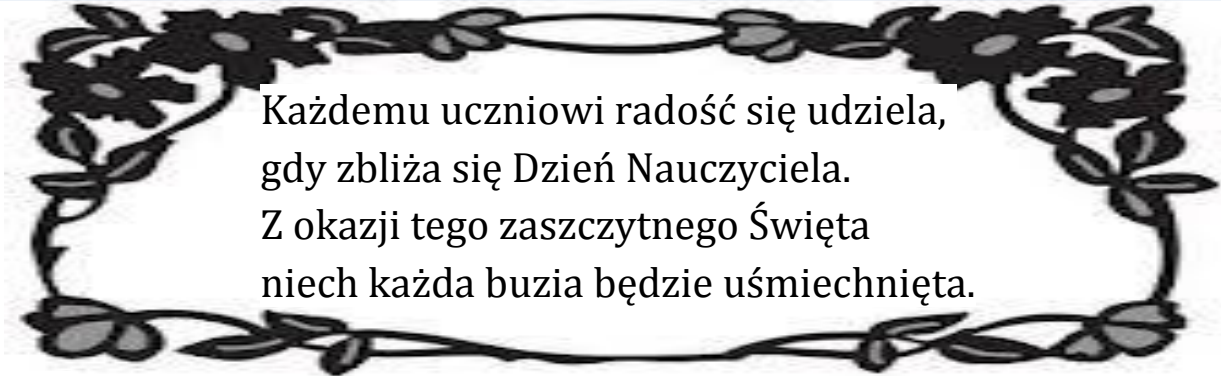 Każdemu uczniowi radość się udziela,
gdy zbliża się Dzień Nauczyciela.
Z okazji tego zaszczytnego Święta
niech każda buzia będzie uśmiechnięta.